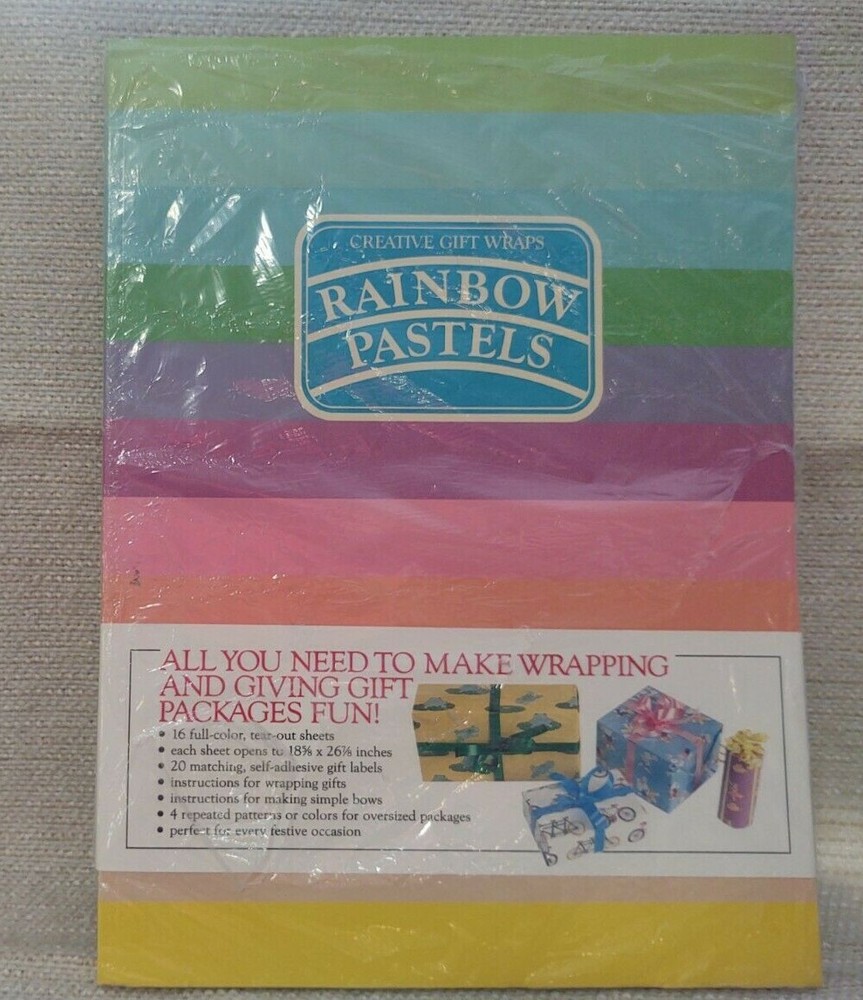 CREATIVE GIFT WRAPS
RAINBOW
PASTELS
ALL YOU NEED TO MAKE WRAPPING
AND GIVING GIFT
PACKAGES FUN!
• 16 full-color, tear-out sheets
• each sheet opens to 18⅜ x 26⅞ inches
• 20 matching, self-adhesive gift labels
• instructions for wrapping gifts
• instructions for making simple bows
• 4 repeated patterns or colors for oversized packages
• perfect for every festive occasion